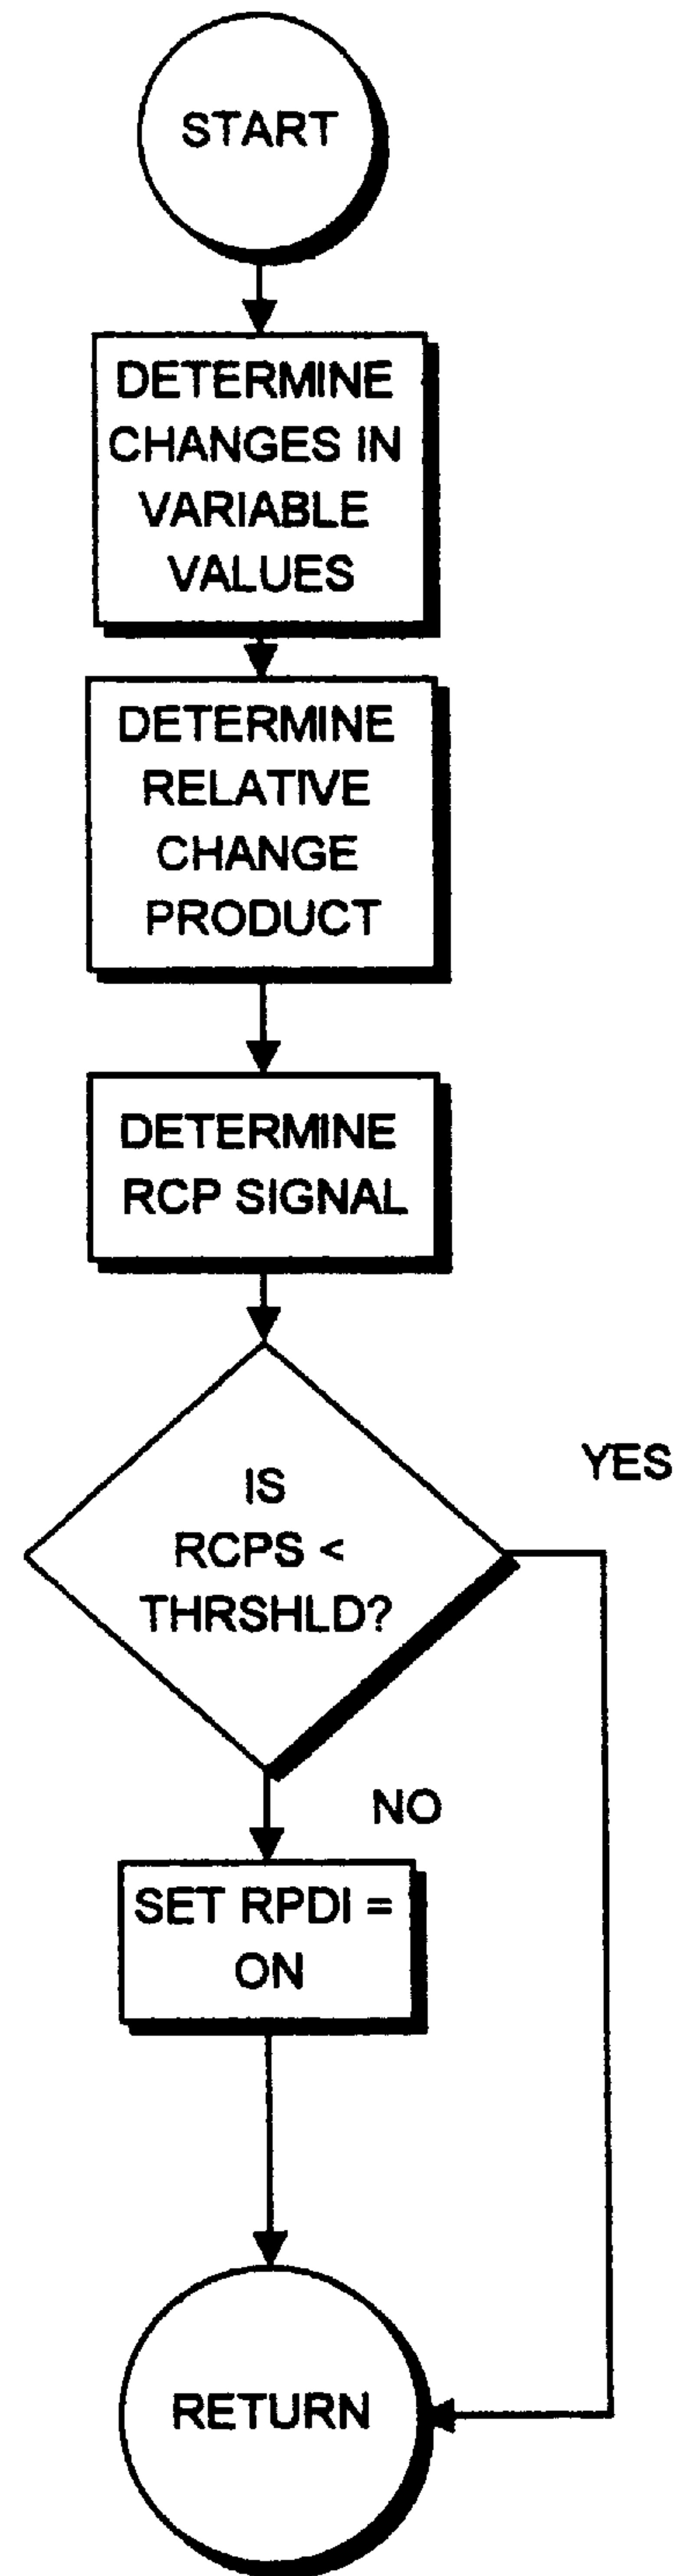 START
DETERMINE
CHANGES IN
VARIABLE
VALUES
DETERMINE
RELATIVE
CHANGE
PRODUCT
DETERMINE
RCP SIGNAL
IS
RCPS <
THRSHLD?
YES
NO
SET RPDI =
ON
RETURN